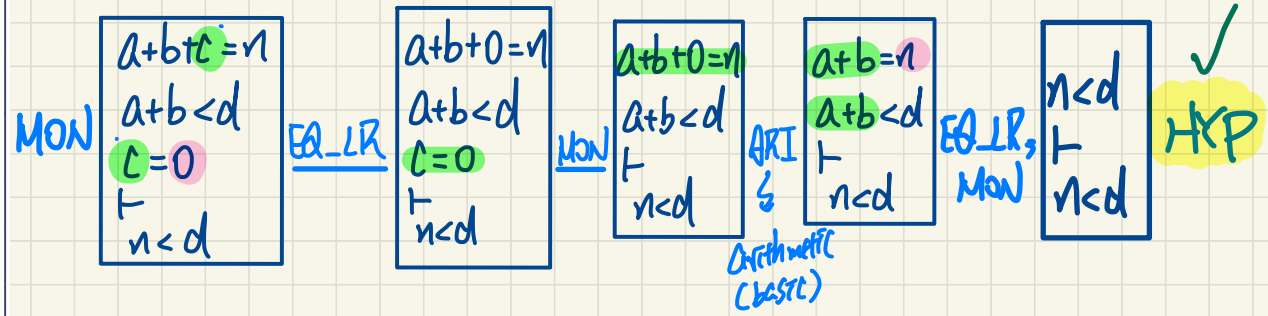 MON
a+b+c=n
a+b<d
c=0
⊢
n<d
EQ_LR
a+b+0=n
a+b<d
c=0
⊢
n<d
MON
a+b+0=n
a+b<d
⊢
n<d
ARI
arithmetic
(basic)
a+b=n
a+b<d
⊢
n<d
EQ_LR,
MON
n<d
⊢
n<d
HYP